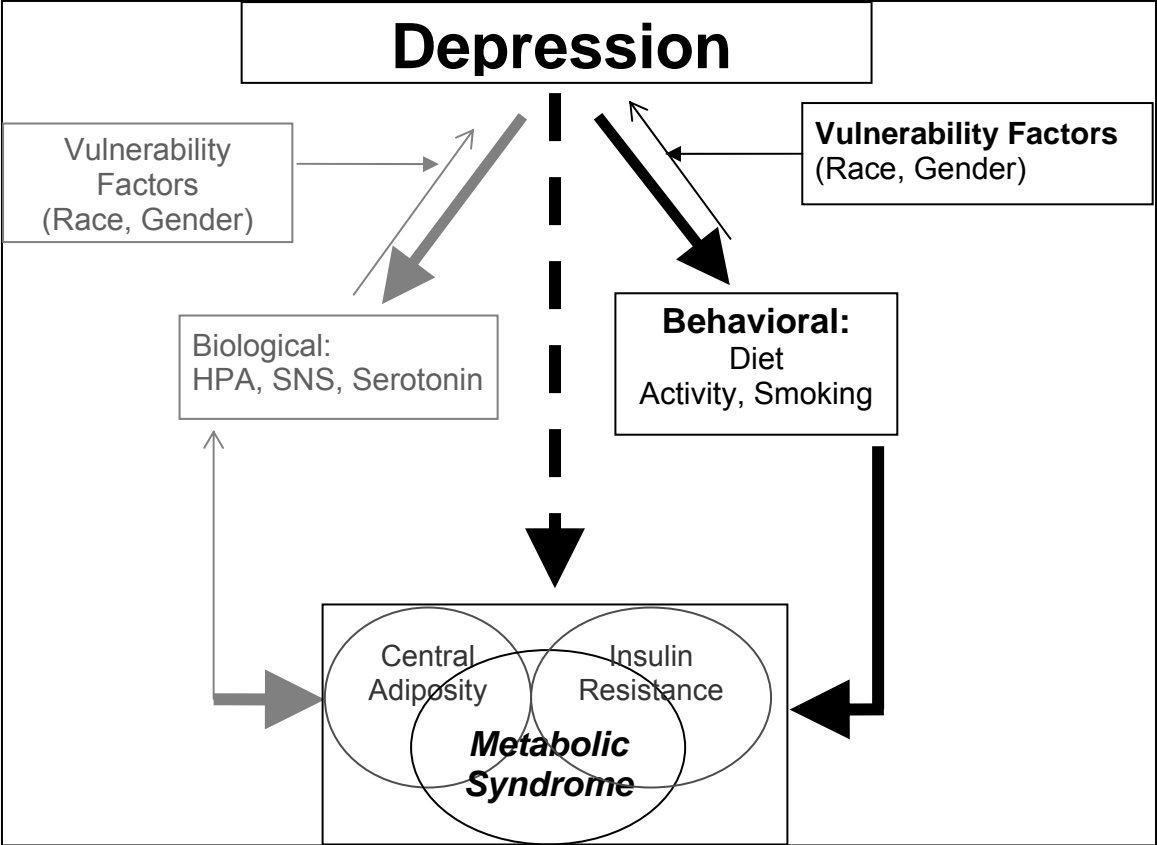 Depression
Vulnerability
Factors
(Race, Gender)
Vulnerability Factors
(Race, Gender)
Biological:
HPA, SNS, Serotonin
Behavioral:
Diet
Activity, Smoking
Central
Adiposity
Insulin
Resistance
Metabolic
Syndrome